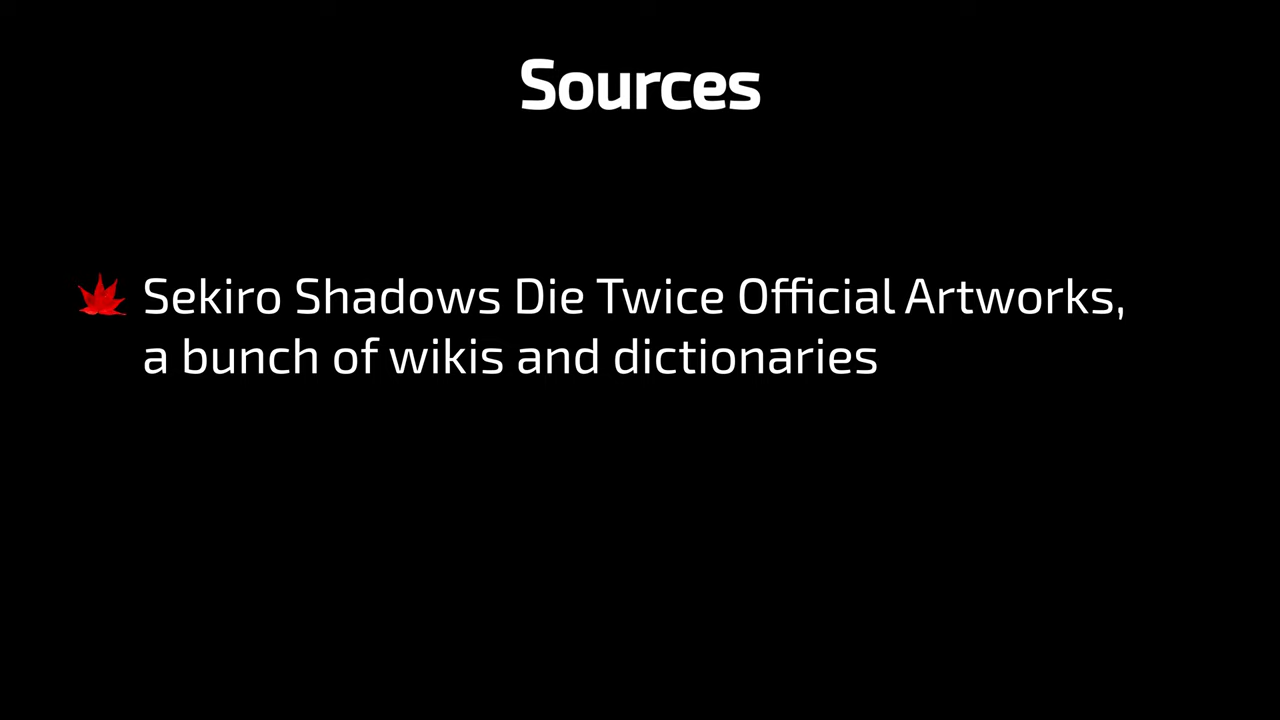 Sources
Sekiro Shadows Die Twice Official Artworks,
a bunch of wikis and dictionaries